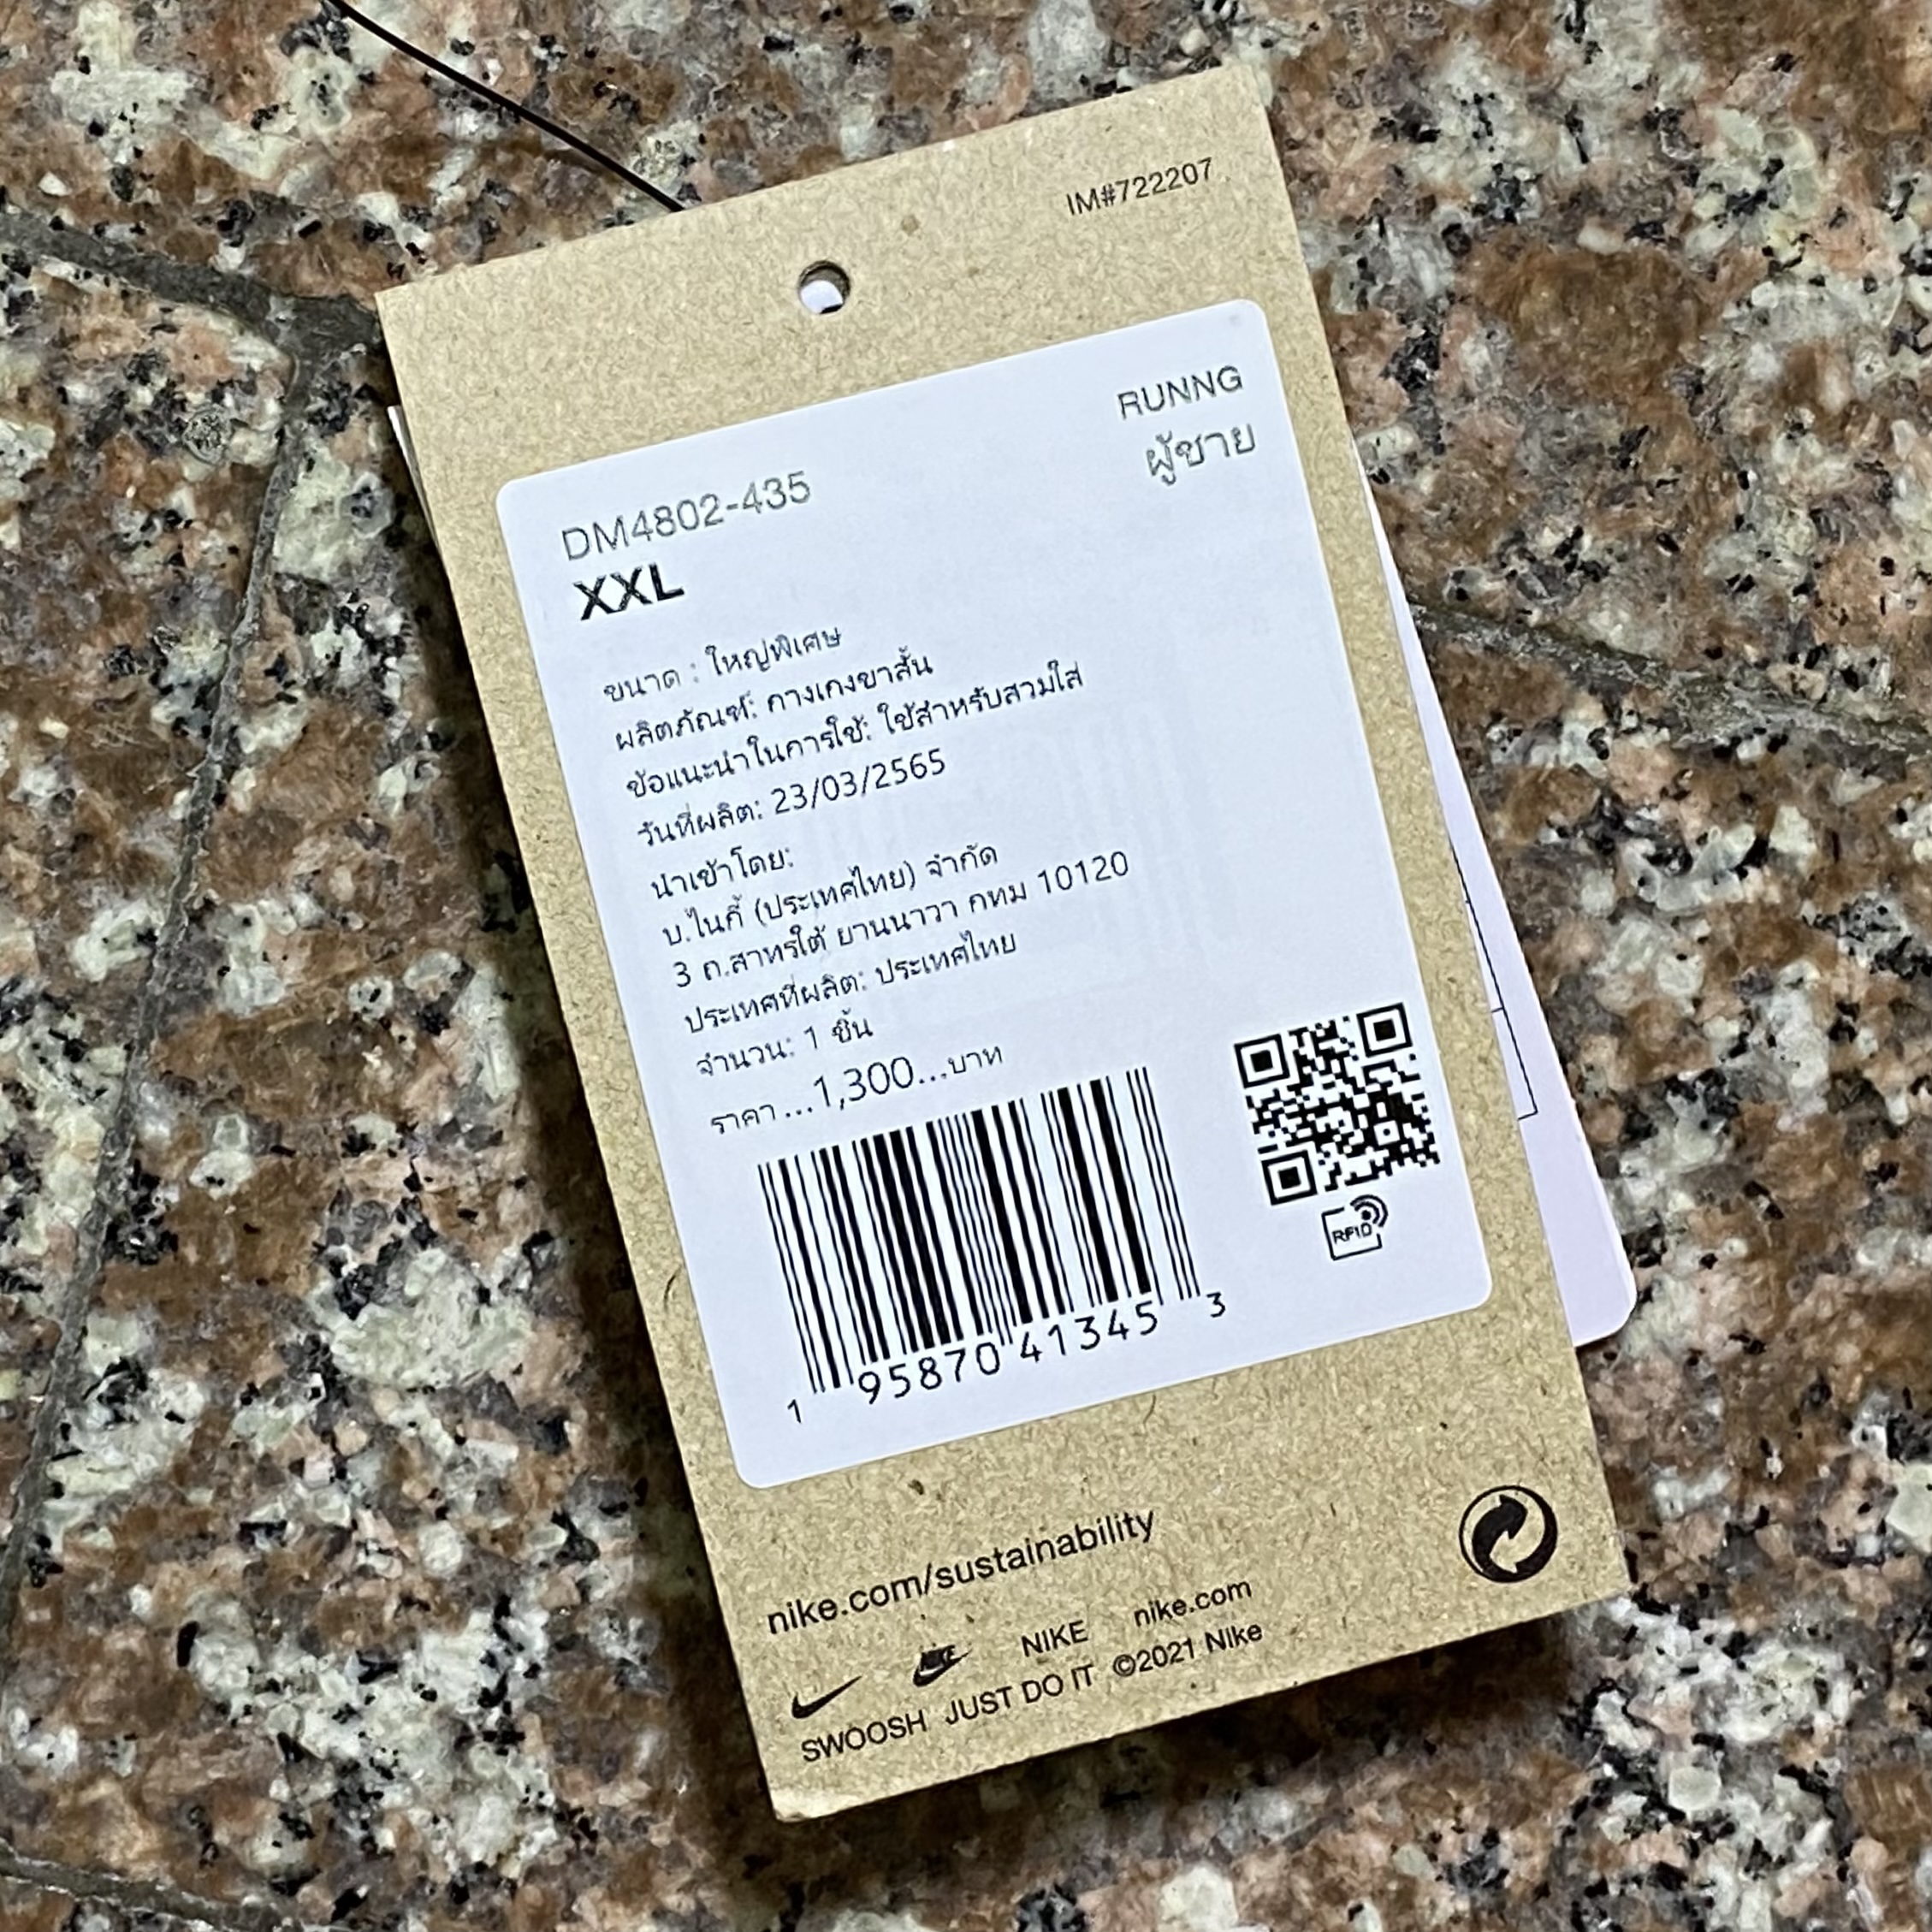 IM#722207
RUNNG
ผู้ชาย
DM4802-435
XXL
ขนาด : ใหญ่พิเศษ
ผลิตภัณฑ์: กางเกงขาสั้น
ข้อแนะนำในการใช้: ใช้สำหรับสวมใส่
วันที่ผลิต: 23/03/2565
นำเข้าโดย:
บ.ไนกี้ (ประเทศไทย) จำกัด
3 ถ.สาทรใต้ ยานนาวา กทม 10120
ประเทศที่ผลิต: ประเทศไทย
จำนวน: 1 ชิ้น
ราคา...1,300...บาท
RFID
1 95870 41345 3
nike.com/sustainability
NIKE nike.com
SWOOSH JUST DO IT ©2021 Nike